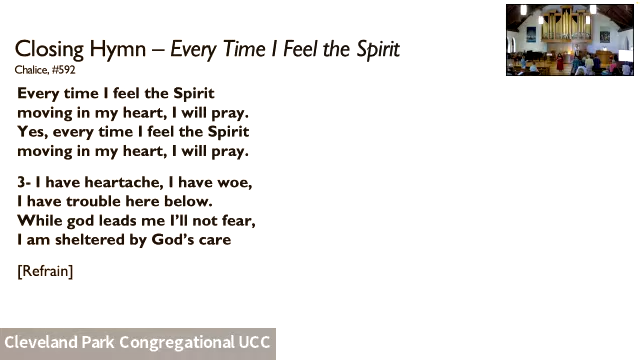 Closing Hymn – Every Time I Feel the Spirit
Chalice, #592
Every time I feel the Spirit
moving in my heart, I will pray.
Yes, every time I feel the Spirit
moving in my heart, I will pray.
3- I have heartache, I have woe,
I have trouble here below.
While god leads me I'll not fear,
I am sheltered by God's care
[Refrain]
Cleveland Park Congregational UCC